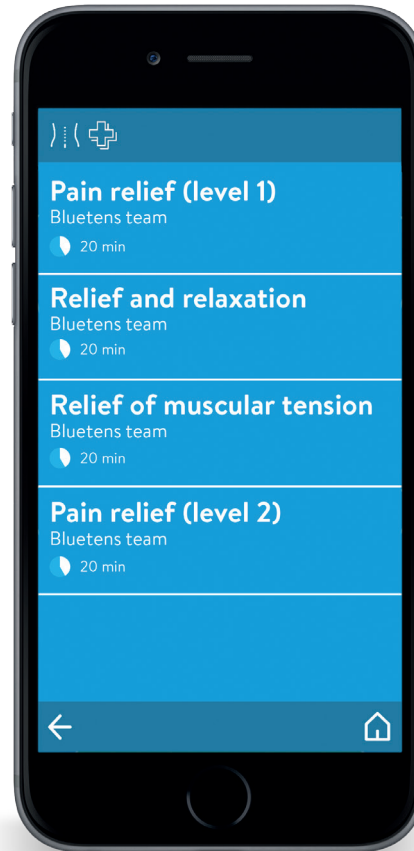 Pain relief (level 1)
Bluetens team
20 min
Relief and relaxation
Bluetens team
20 min
Relief of muscular tension
Bluetens team
20 min
Pain relief (level 2)
Bluetens team
20 min